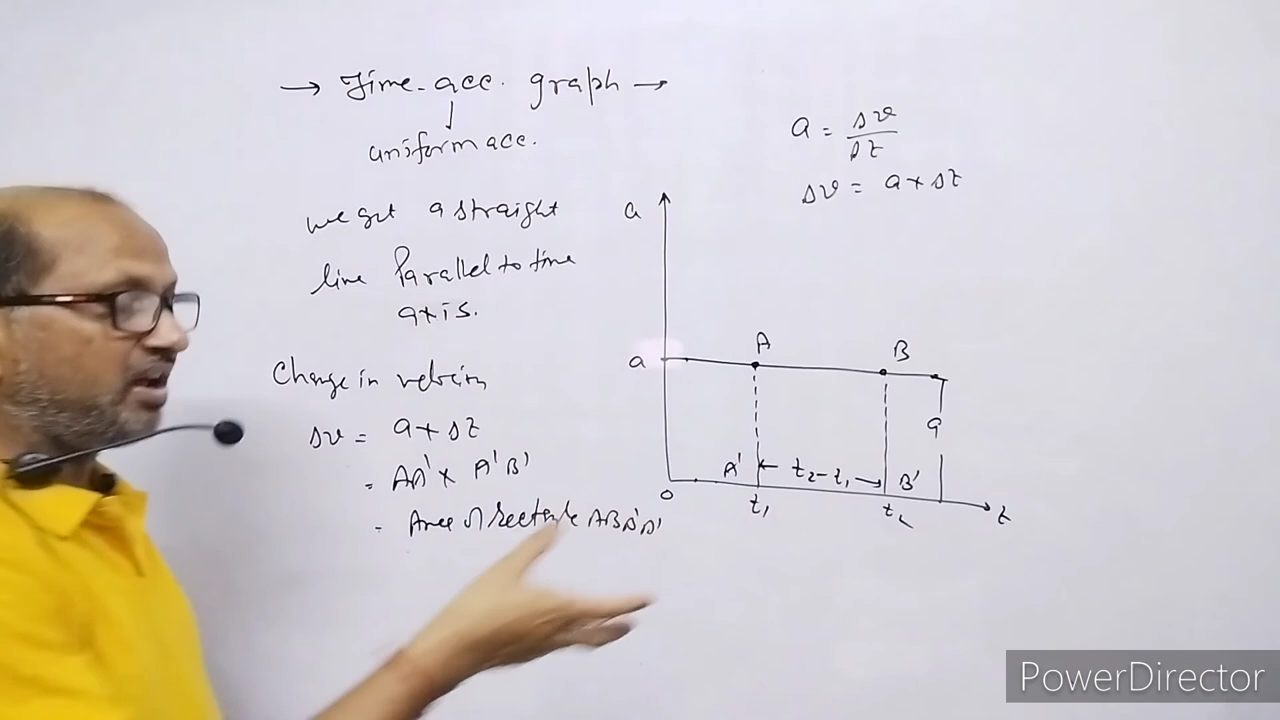 → Time-acc. graph →
↓
uniform acc.
we get a straight
line Parallel to time
axis.
Change in velocity
Δv = a × Δt
= AA' × A'B'
= Area of Rectangle ABB'A'
a = Δv / Δt
Δv = a × Δt
a
a
A
B
a
A'
← t₂ - t₁ →
B'
O
t₁
t₂
t
PowerDirector